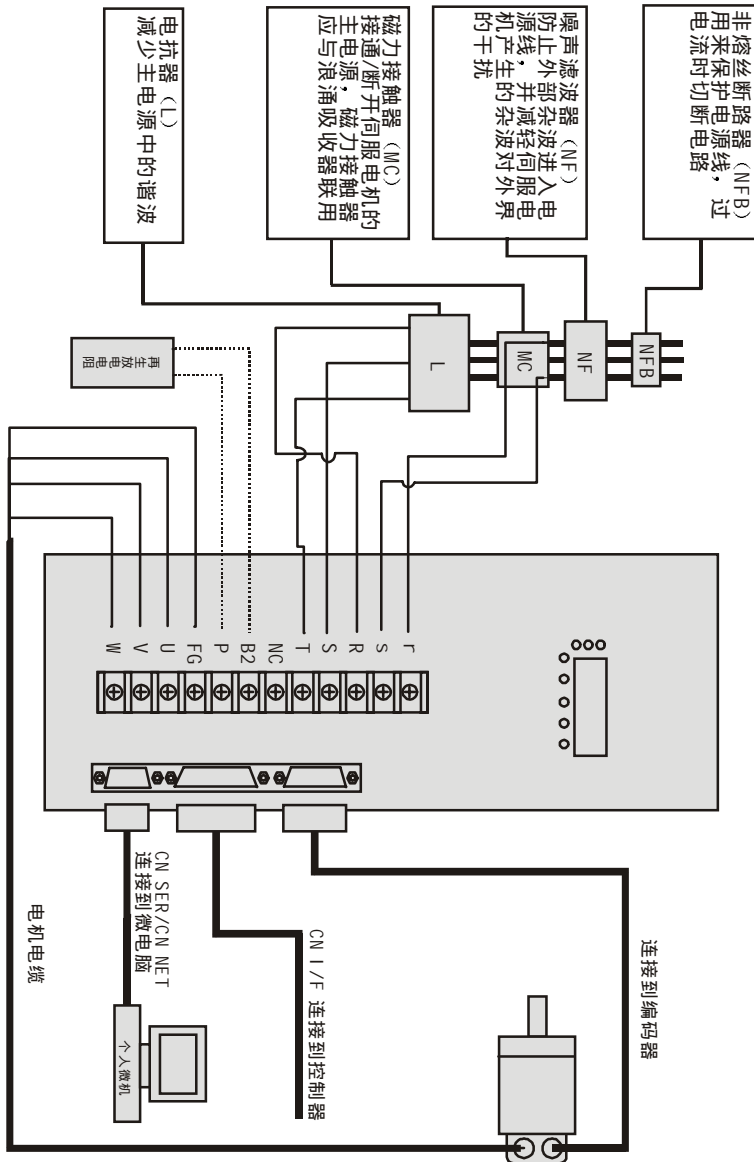 非熔丝断路器（NFB）
用来保护电源线，过
电流时切断电路
噪声滤波器（NF）
防止外部杂波进入电
源线，并减轻伺服电
机产生的杂波对外界
的干扰
磁力接触器（MC）
接通/断开伺服电机的
主电源，磁力接触器
应与浪涌吸收器联用
电抗器（L）
减少主电源中的谐波
NFB
NF
MC
L
再生放电电阻
r
s
R
S
T
NC
B2
P
FG
U
V
W
连接到编码器
CN I/F 连接到控制器
CN SER/CN NET
连接到微电脑
个人微机
电机电缆